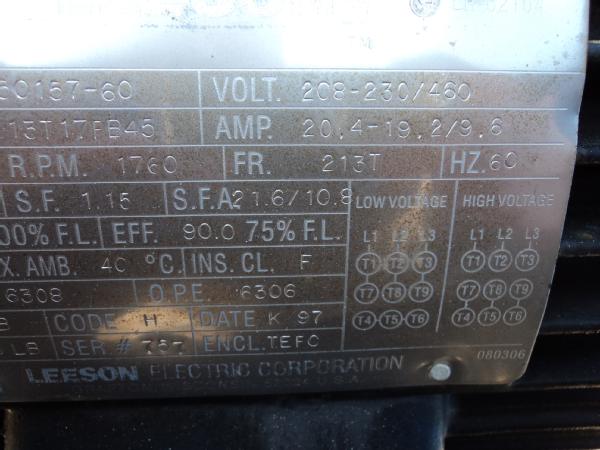 50157-60 VOLT. 208-230/460
15T17FB45 AMP. 20.4-19.2/9.6
R.P.M. 1760 FR. 213T HZ. 60
S.F. 1.15 S.F.A. 21.6/10.8 LOW VOLTAGE HIGH VOLTAGE
00% F.L. EFF. 90.0 75% F.L. L1 L2 L3 L1 L2 L3
X. AMB. 40 °C. INS. CL. F T1 T2 T3 T1 T2 T3
6308 O.P.E. 6306 T7 T8 T9 T7 T8 T9
B CODE H DATE K 97 T4 T5 T6 T4 T5 T6
LB SER # 757 ENCL. TEFC
LEESON ELECTRIC CORPORATION 080306
U.S.A.